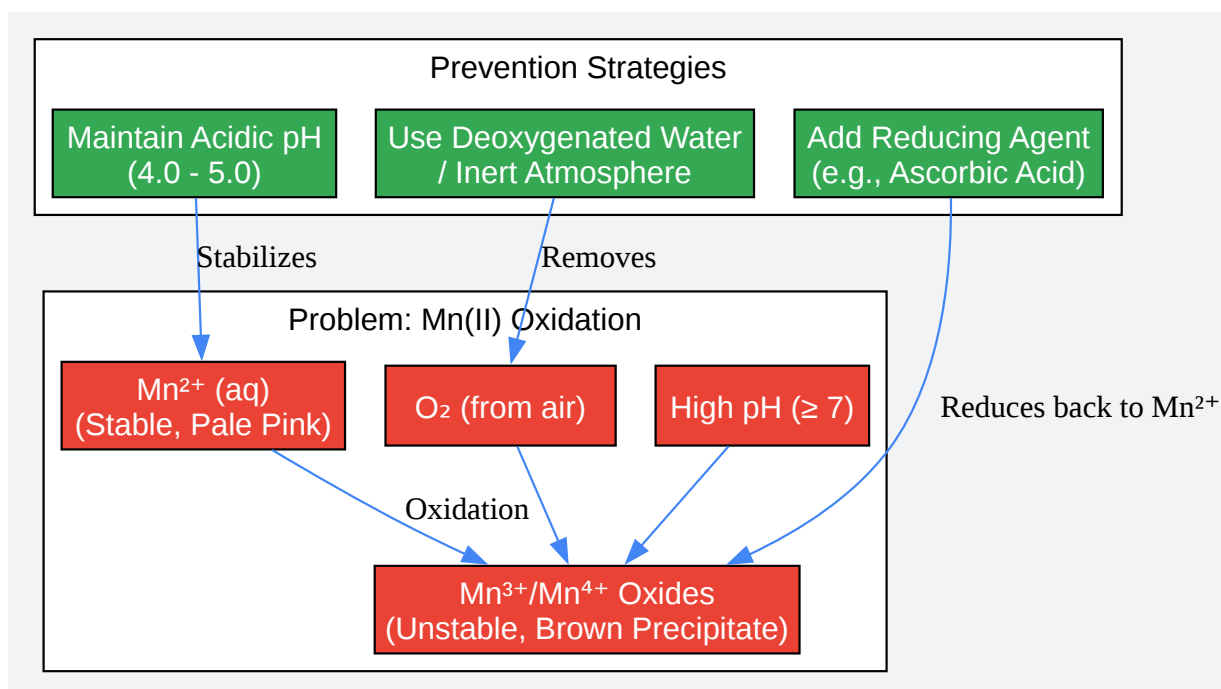 Prevention Strategies
Maintain Acidic pH
(4.0 - 5.0)
Use Deoxygenated Water
/ Inert Atmosphere
Add Reducing Agent
(e.g., Ascorbic Acid)
Stabilizes
Removes
Problem: Mn(II) Oxidation
Mn²⁺ (aq)
(Stable, Pale Pink)
O₂ (from air)
High pH (≥ 7)
Reduces back to Mn²⁺
Oxidation
Mn³⁺/Mn⁴⁺ Oxides
(Unstable, Brown Precipitate)